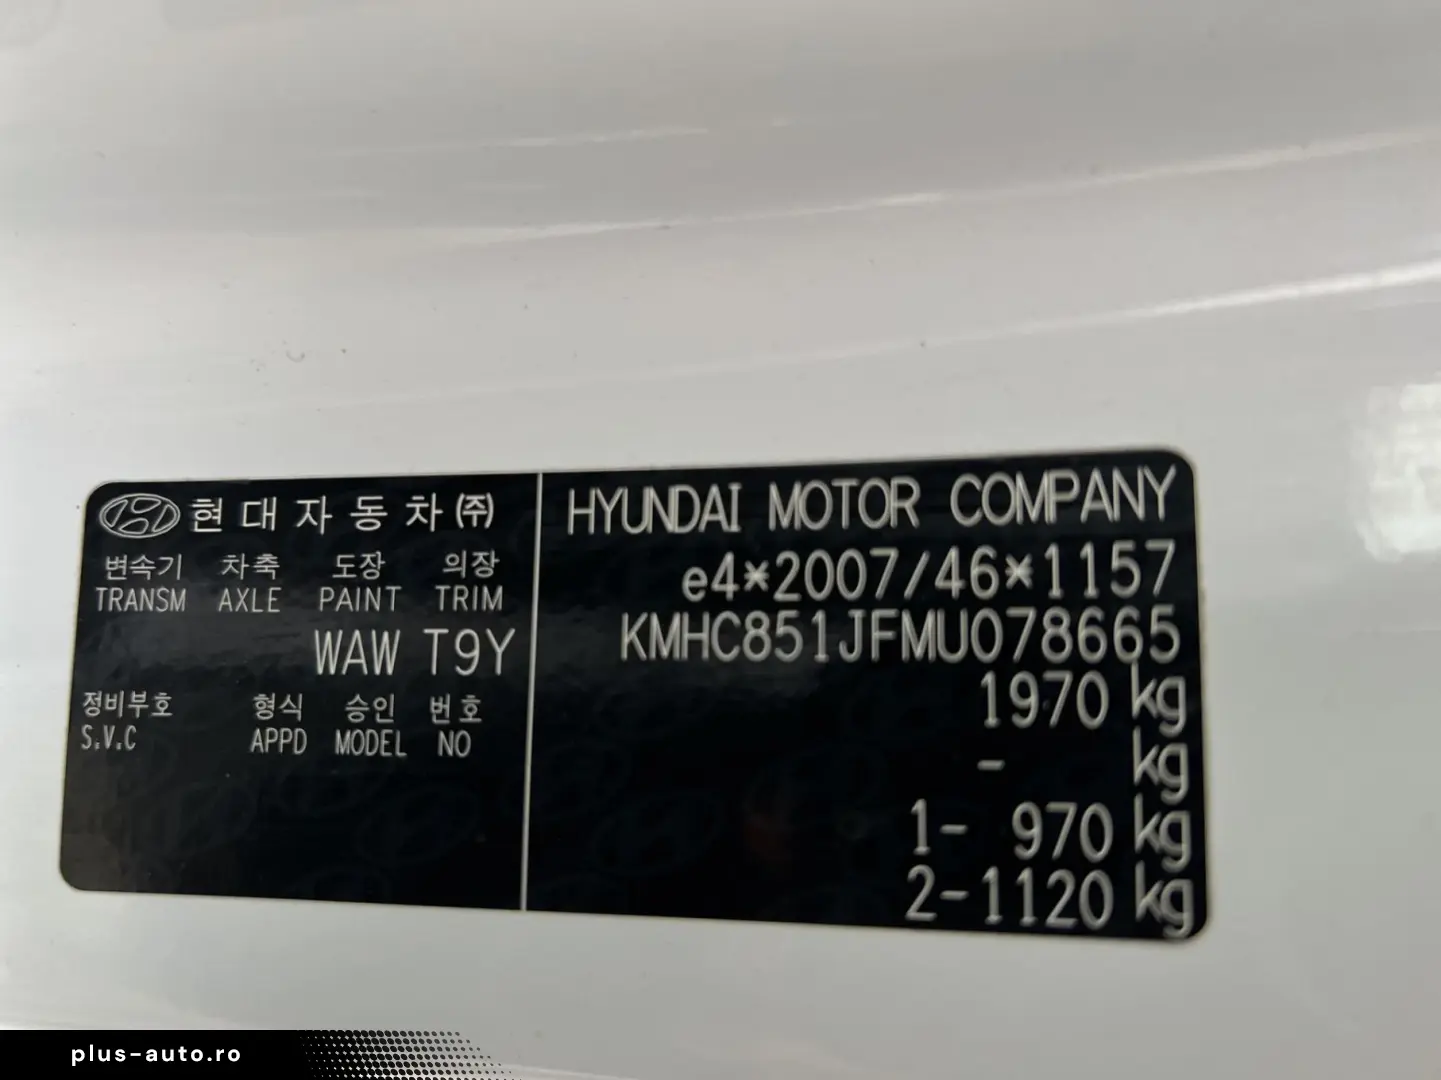 현대자동차㈜
변속기 차축 도장 의장
TRANSM AXLE PAINT TRIM
WAW T9Y
정비부호 형식 승인 번호
S.V.C APPD MODEL NO
HYUNDAI MOTOR COMPANY
e4*2007/46*1157
KMHC851JFMU078665
1970 kg
- kg
1- 970 kg
2-1120 kg
plus-auto.ro